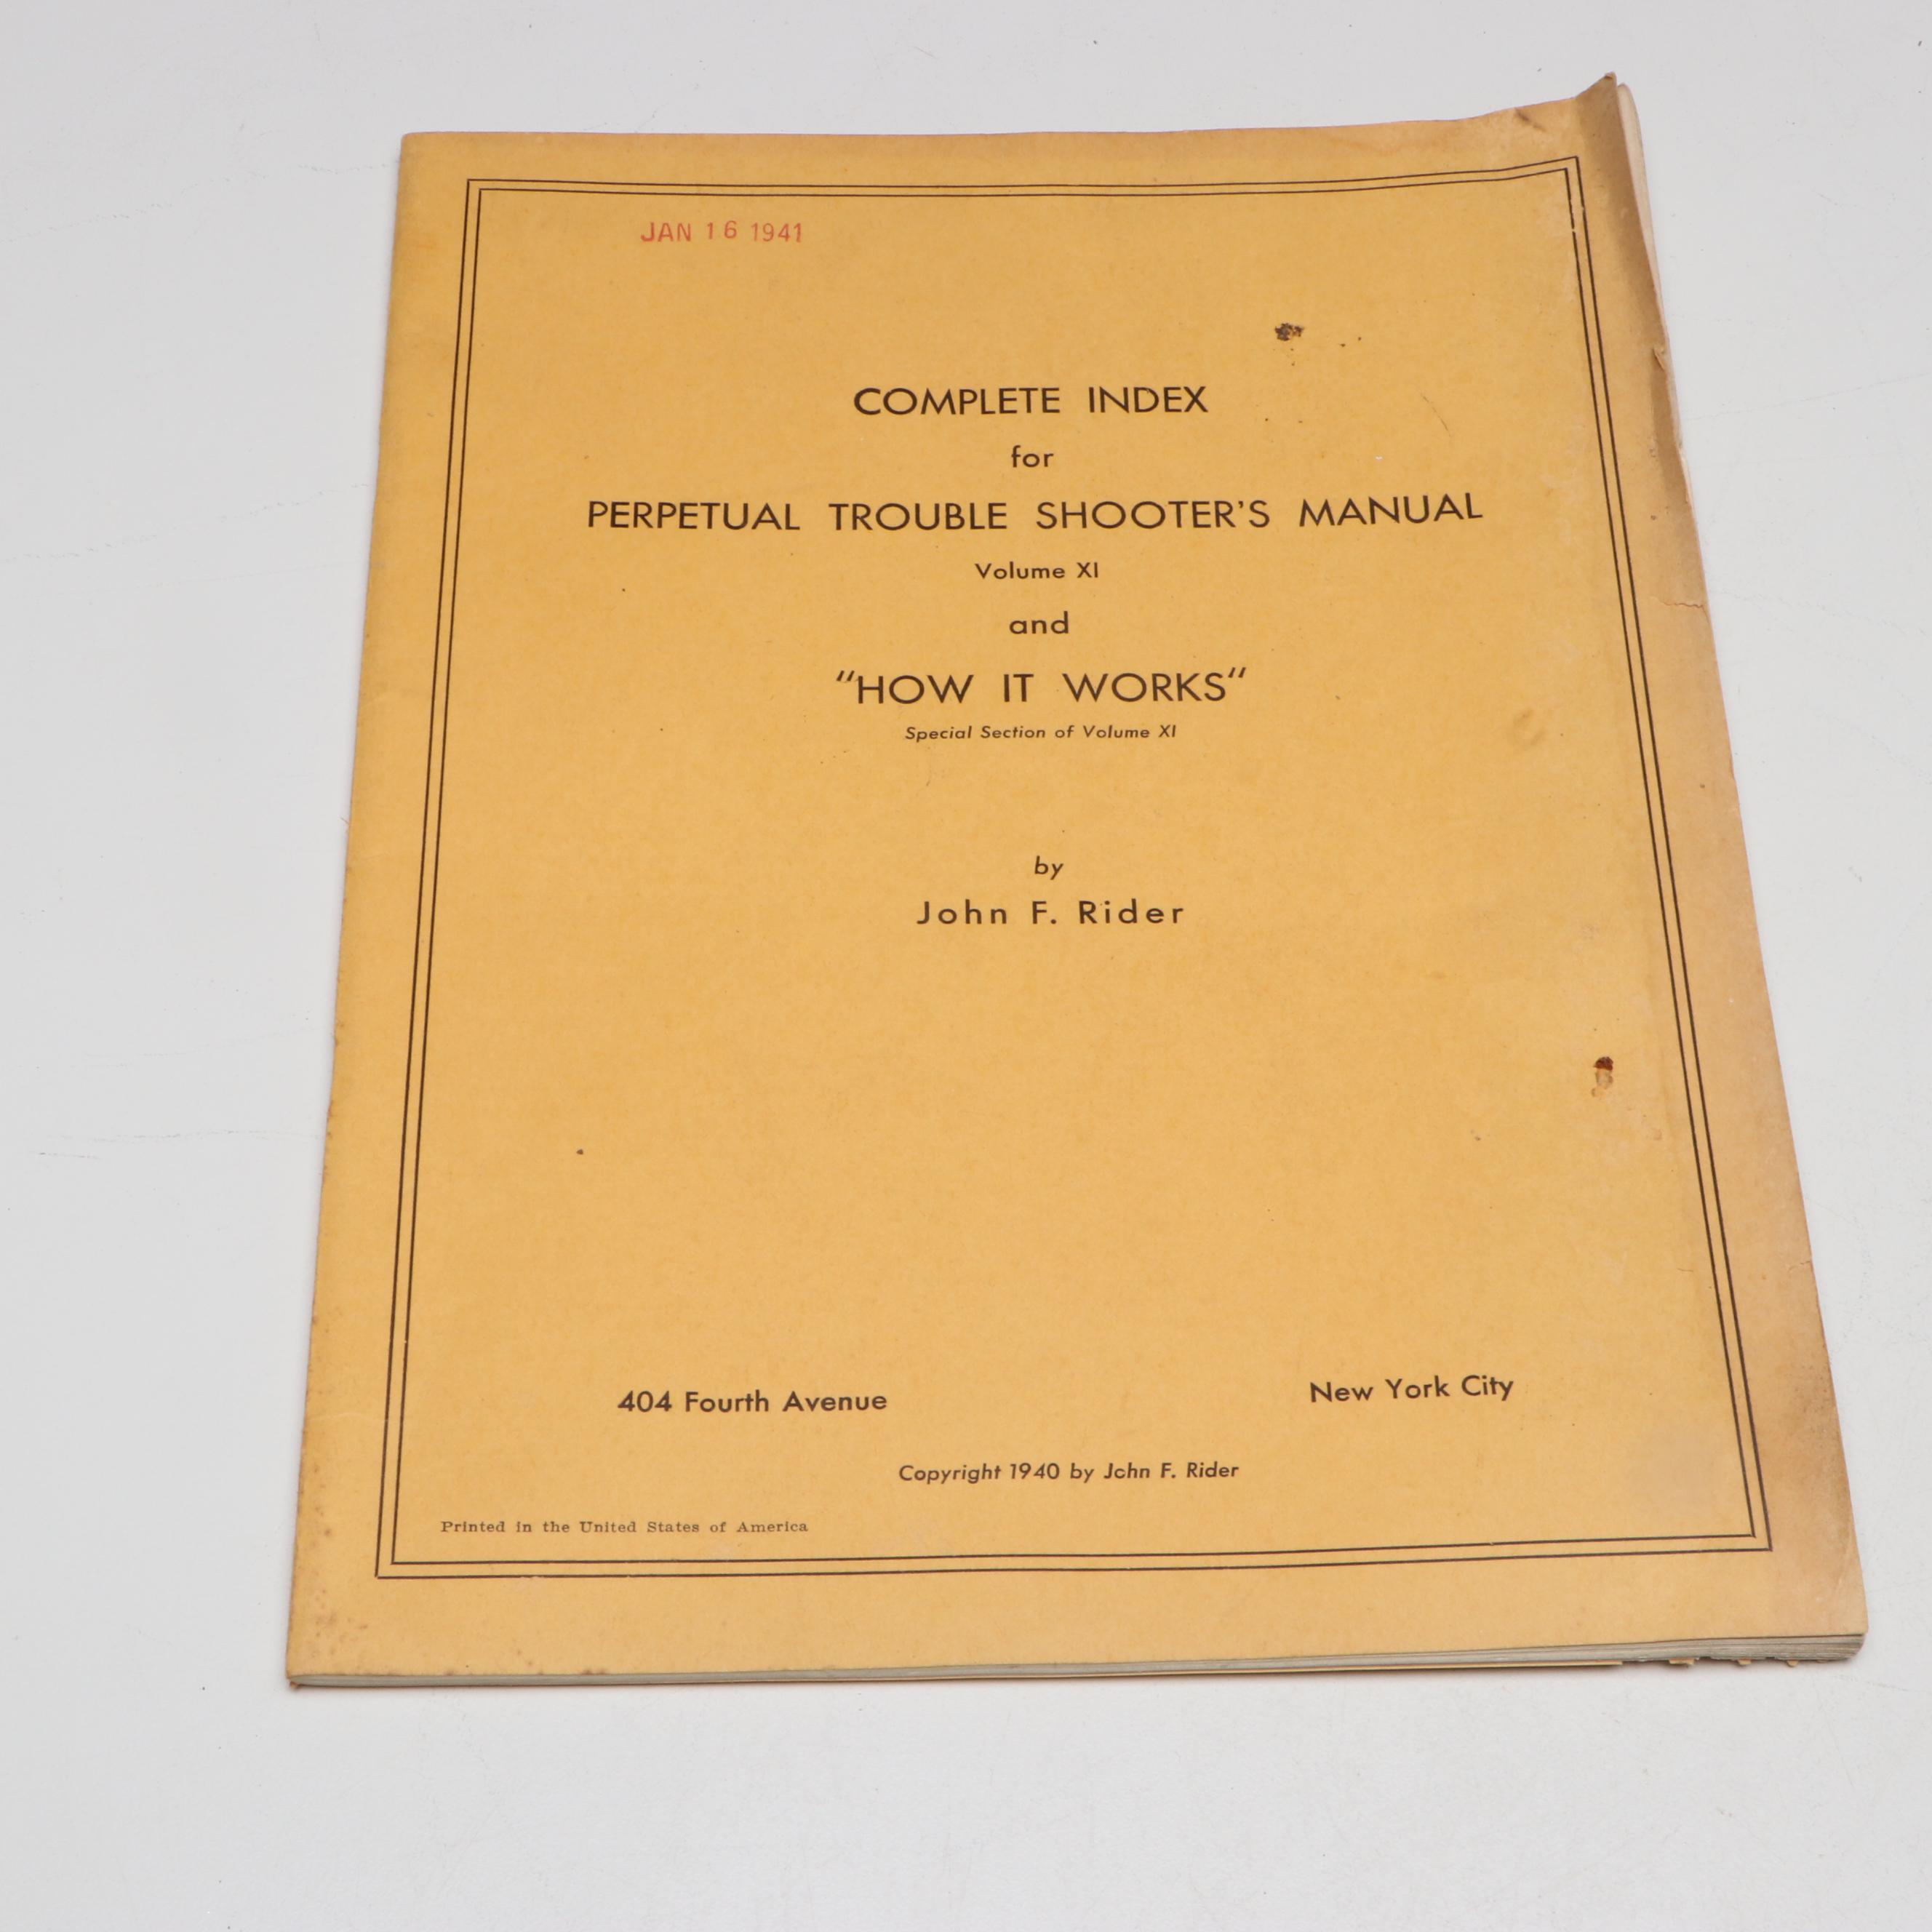 JAN 16 1941
COMPLETE INDEX
for
PERPETUAL TROUBLE SHOOTER'S MANUAL
Volume XI
and
"HOW IT WORKS"
Special Section of Volume XI
by
John F. Rider
404 Fourth Avenue New York City
Copyright 1940 by John F. Rider
Printed in the United States of America